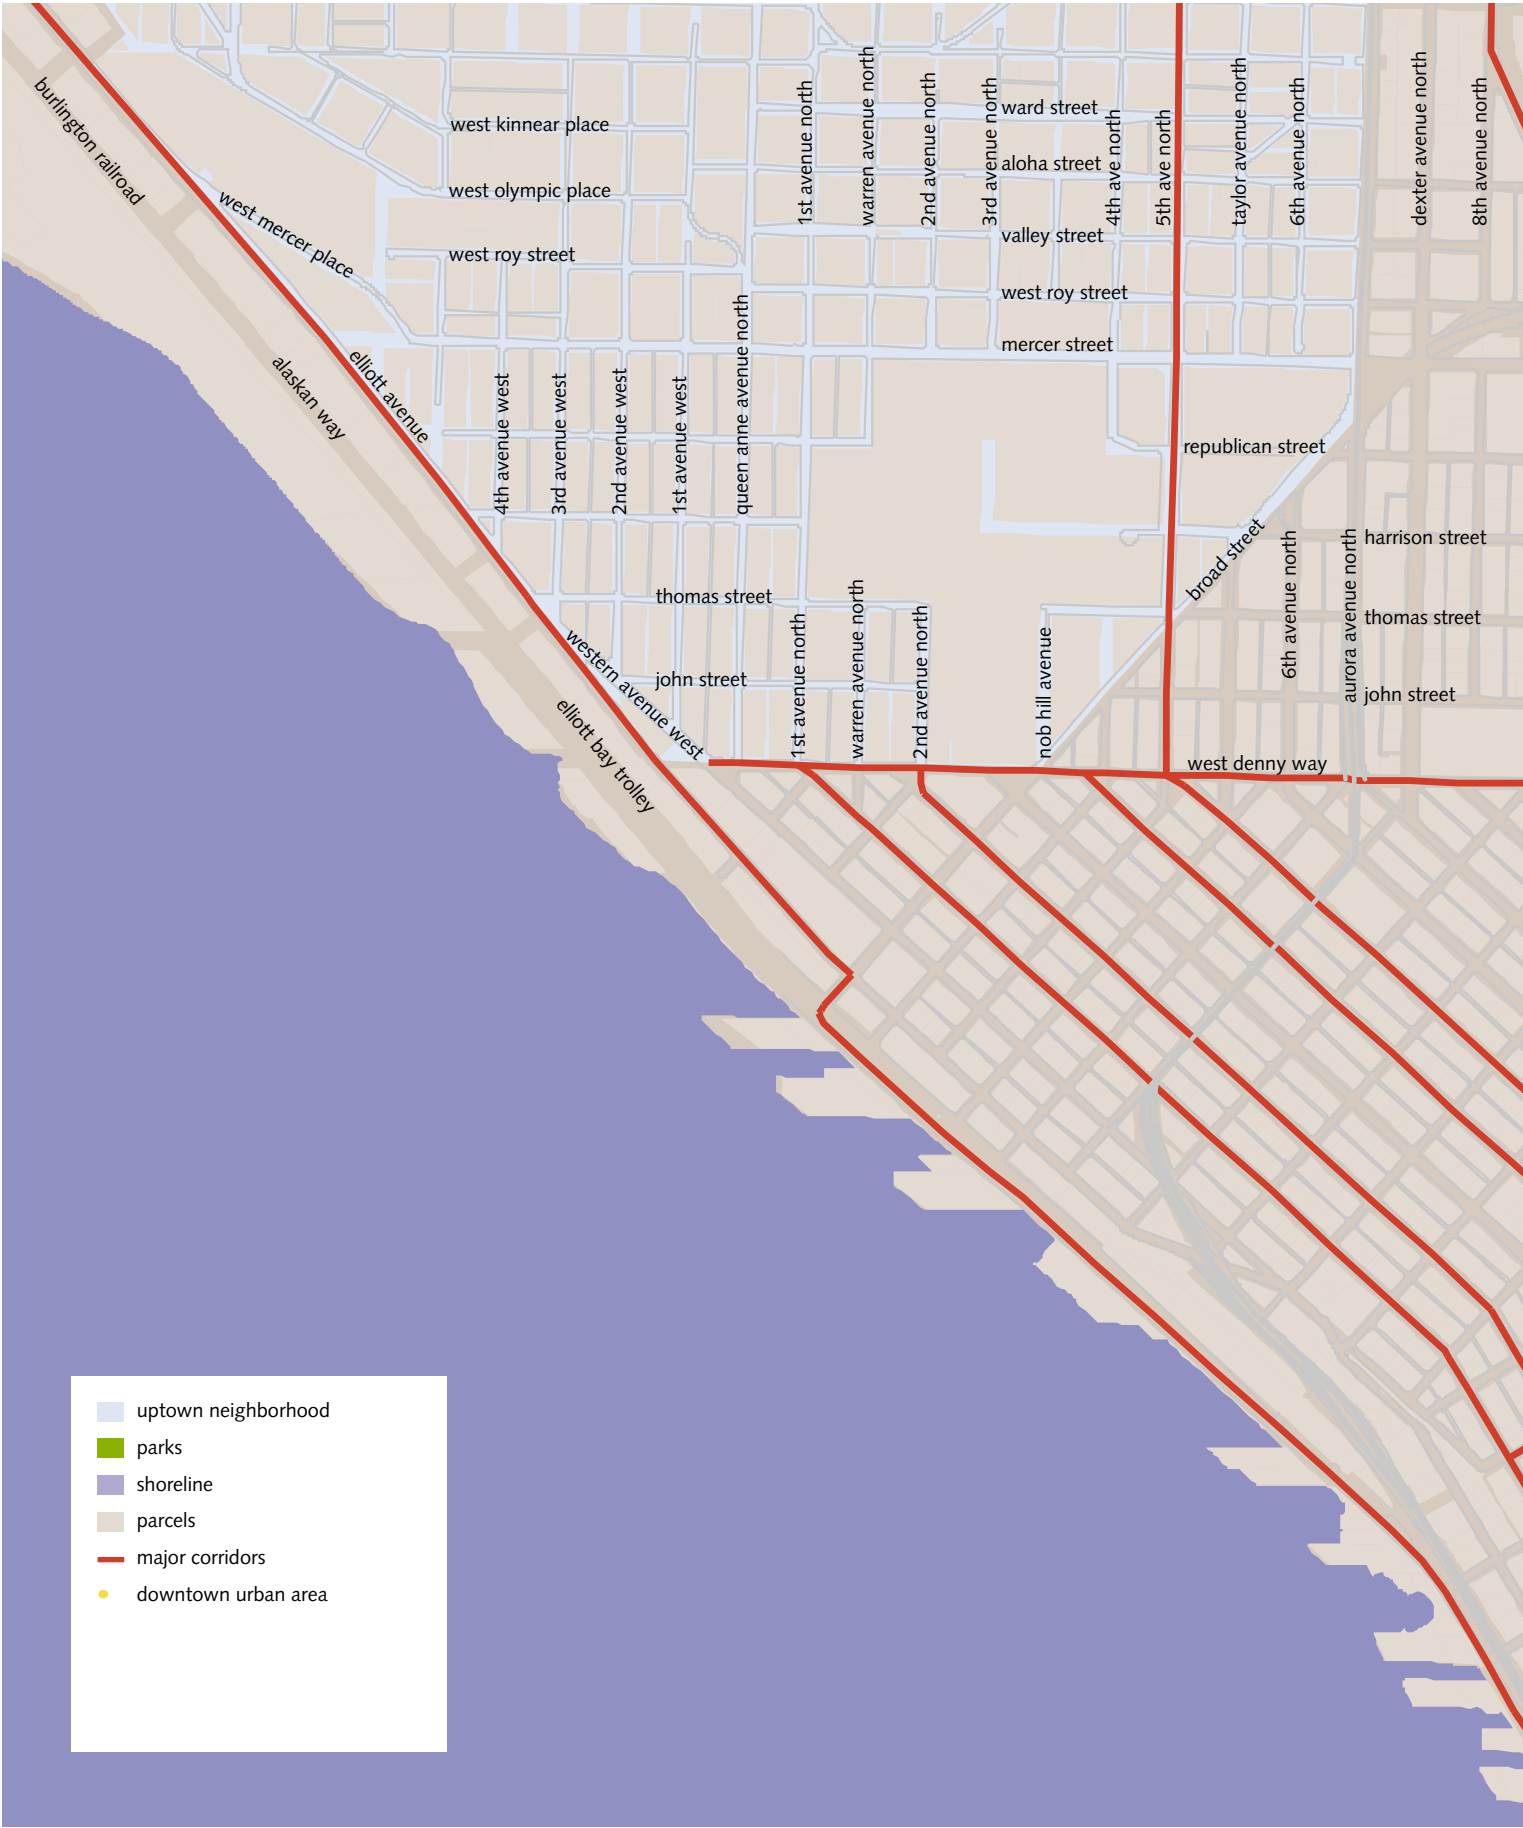 burlington railroad
west mercer place
alaskan way
elliott avenue
west kinnear place
west olympic place
west roy street
1st avenue north
warren avenue north
2nd avenue north
3rd avenue north
4th ave north
5th ave north
taylor avenue north
6th avenue north
dexter avenue north
8th avenue north
ward street
aloha street
valley street
west roy street
mercer street
4th avenue west
3rd avenue west
2nd avenue west
1st avenue west
queen anne avenue north
republican street
broad street
6th avenue north
aurora avenue north
harrison street
thomas street
john street
thomas street
john street
western avenue west
elliott bay trolley
1st avenue north
warren avenue north
2nd avenue north
nob hill avenue
west denny way
uptown neighborhood
parks
shoreline
parcels
major corridors
downtown urban area